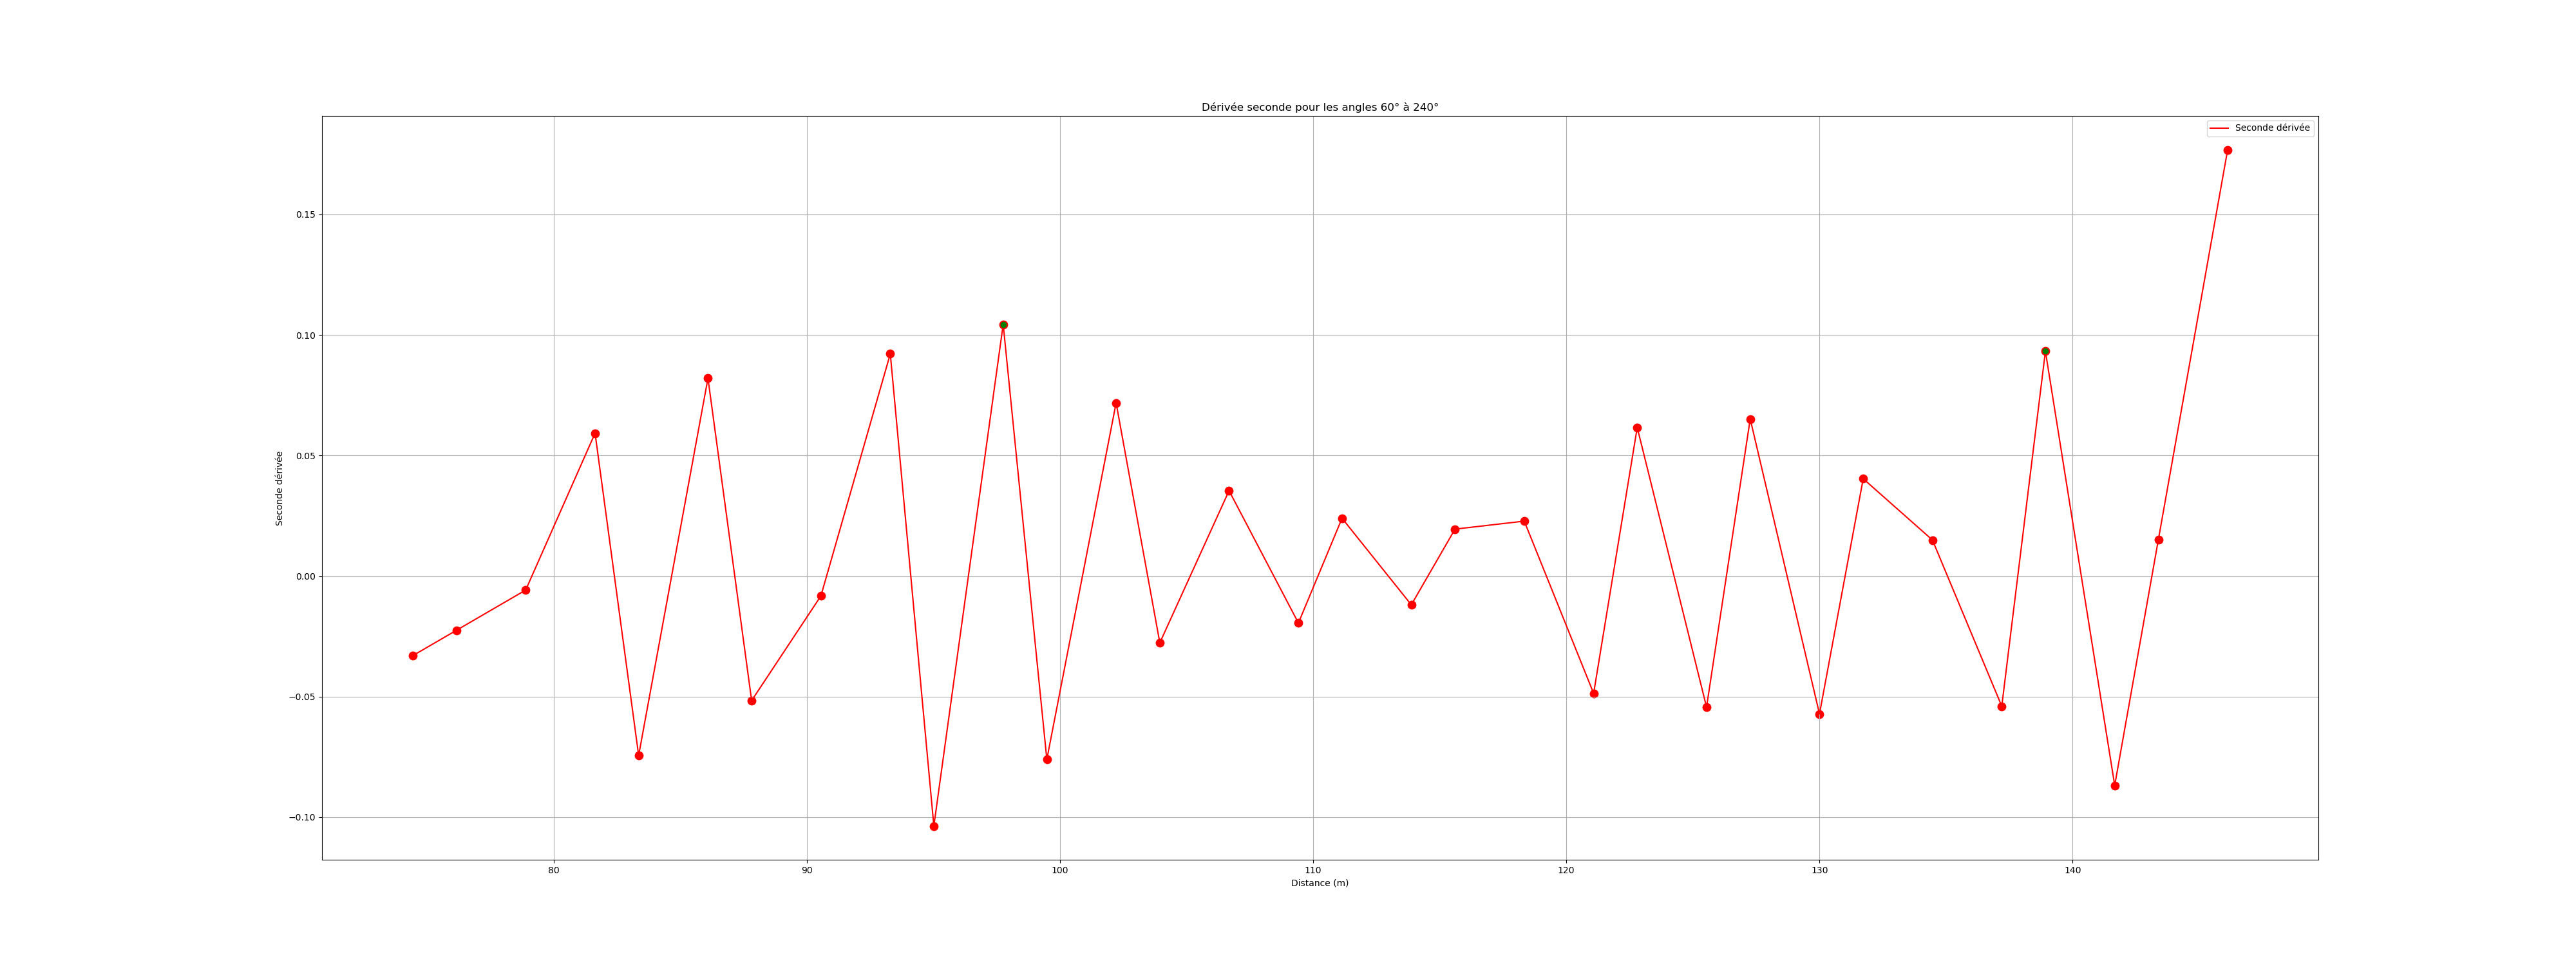 Dérivée seconde pour les angles 60° à 240°
Seconde dérivée
0.15
0.10
0.05
0.00
−0.05
−0.10
Seconde dérivée
80 90 100 110 120 130 140
Distance (m)